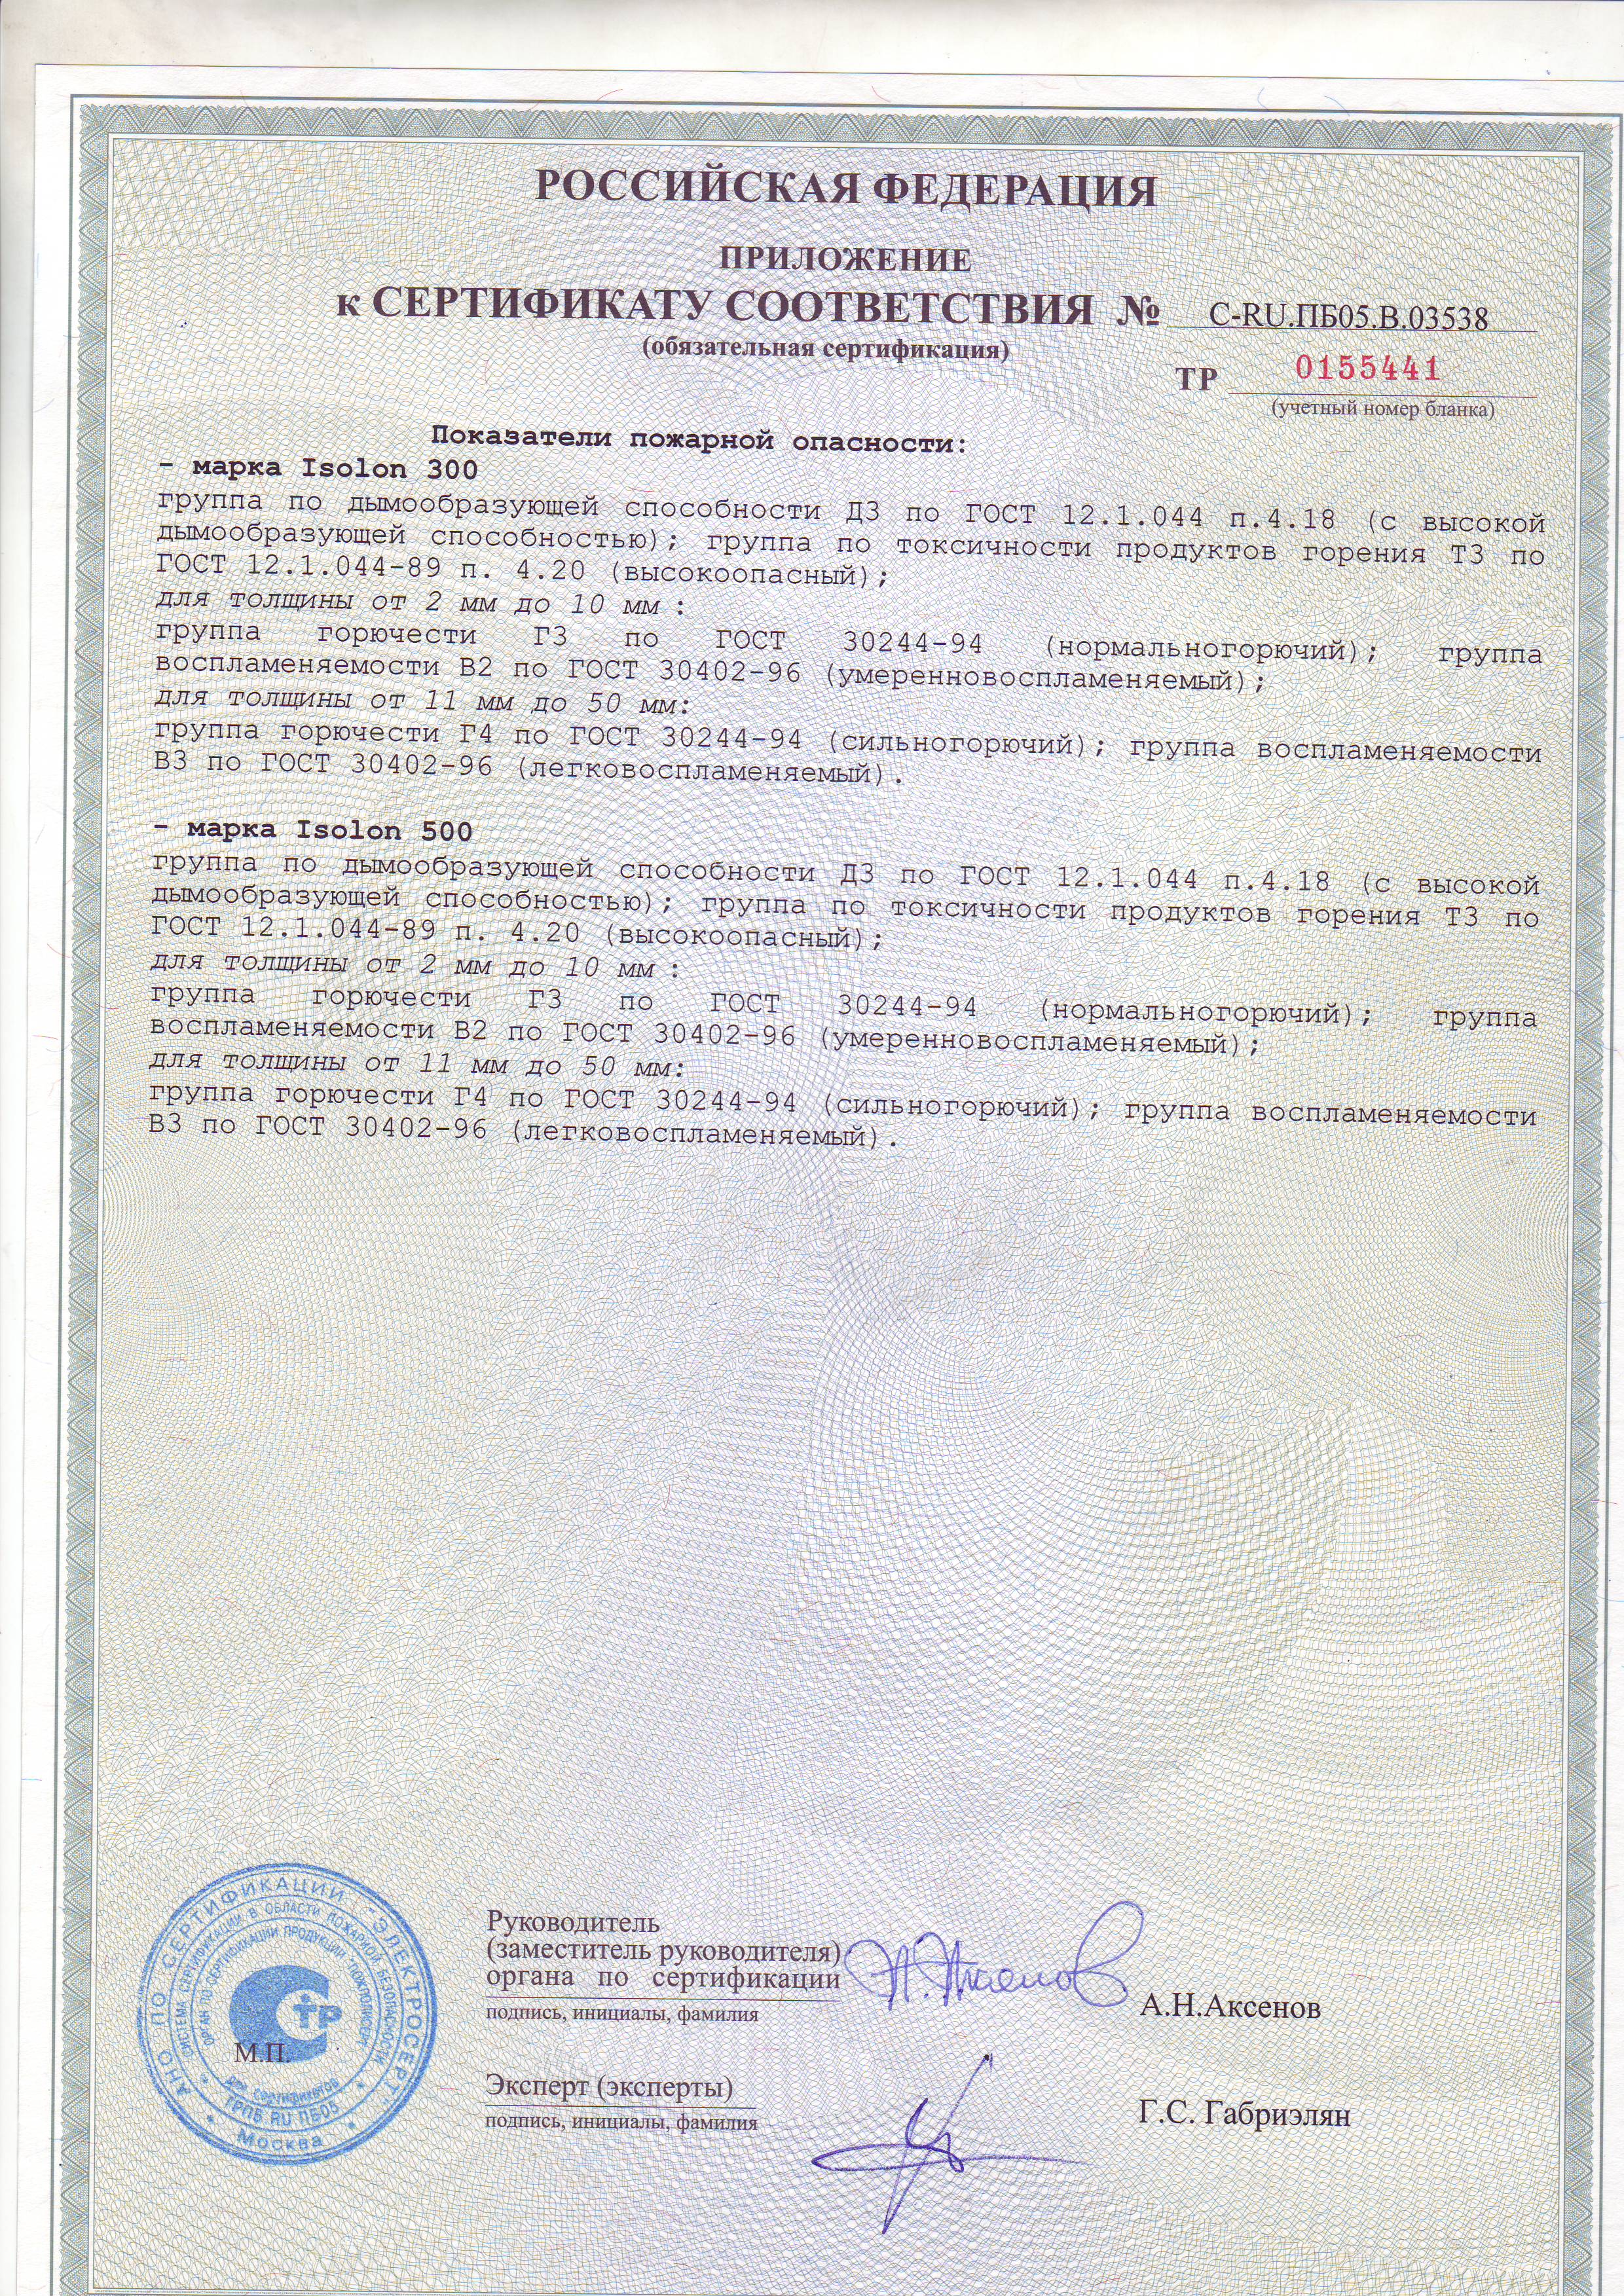 РОССИЙСКАЯ ФЕДЕРАЦИЯ
ПРИЛОЖЕНИЕ
к СЕРТИФИКАТУ СООТВЕТСТВИЯ № C-RU.ПБ05.В.03538
(обязательная сертификация)
ТР 0155441
(учетный номер бланка)
Показатели пожарной опасности:
– марка Isolon 300
группа по дымообразующей способности Д3 по ГОСТ 12.1.044 п.4.18 (с высокой
дымообразующей способностью); группа по токсичности продуктов горения Т3 по
ГОСТ 12.1.044-89 п. 4.20 (высокоопасный);
для толщины от 2 мм до 10 мм :
группа горючести Г3 по ГОСТ 30244-94 (нормальногорючий); группа
воспламеняемости В2 по ГОСТ 30402-96 (умеренновоспламеняемый);
для толщины от 11 мм до 50 мм:
группа горючести Г4 по ГОСТ 30244-94 (сильногорючий); группа воспламеняемости
В3 по ГОСТ 30402-96 (легковоспламеняемый).
– марка Isolon 500
группа по дымообразующей способности Д3 по ГОСТ 12.1.044 п.4.18 (с высокой
дымообразующей способностью); группа по токсичности продуктов горения Т3 по
ГОСТ 12.1.044-89 п. 4.20 (высокоопасный);
для толщины от 2 мм до 10 мм :
группа горючести Г3 по ГОСТ 30244-94 (нормальногорючий); группа
воспламеняемости В2 по ГОСТ 30402-96 (умеренновоспламеняемый);
для толщины от 11 мм до 50 мм:
группа горючести Г4 по ГОСТ 30244-94 (сильногорючий); группа воспламеняемости
В3 по ГОСТ 30402-96 (легковоспламеняемый).
АНО ПО СЕРТИФИКАЦИИ "ЭЛЕКТРОСЕРТ"
СИСТЕМА СЕРТИФИКАЦИИ В ОБЛАСТИ ПОЖАРНОЙ БЕЗОПАСНОСТИ
ОРГАН ПО СЕРТИФИКАЦИИ ПРОДУКЦИИ "ПОЖПОЛИСЕРТ"
ТР
М.П.
для сертификатов
ТРПБ RU ПБ05
Москва
Руководитель
(заместитель руководителя)
органа по сертификации
подпись, инициалы, фамилия
А.Н.Аксенов
Эксперт (эксперты)
подпись, инициалы, фамилия
Г.С. Габриэлян